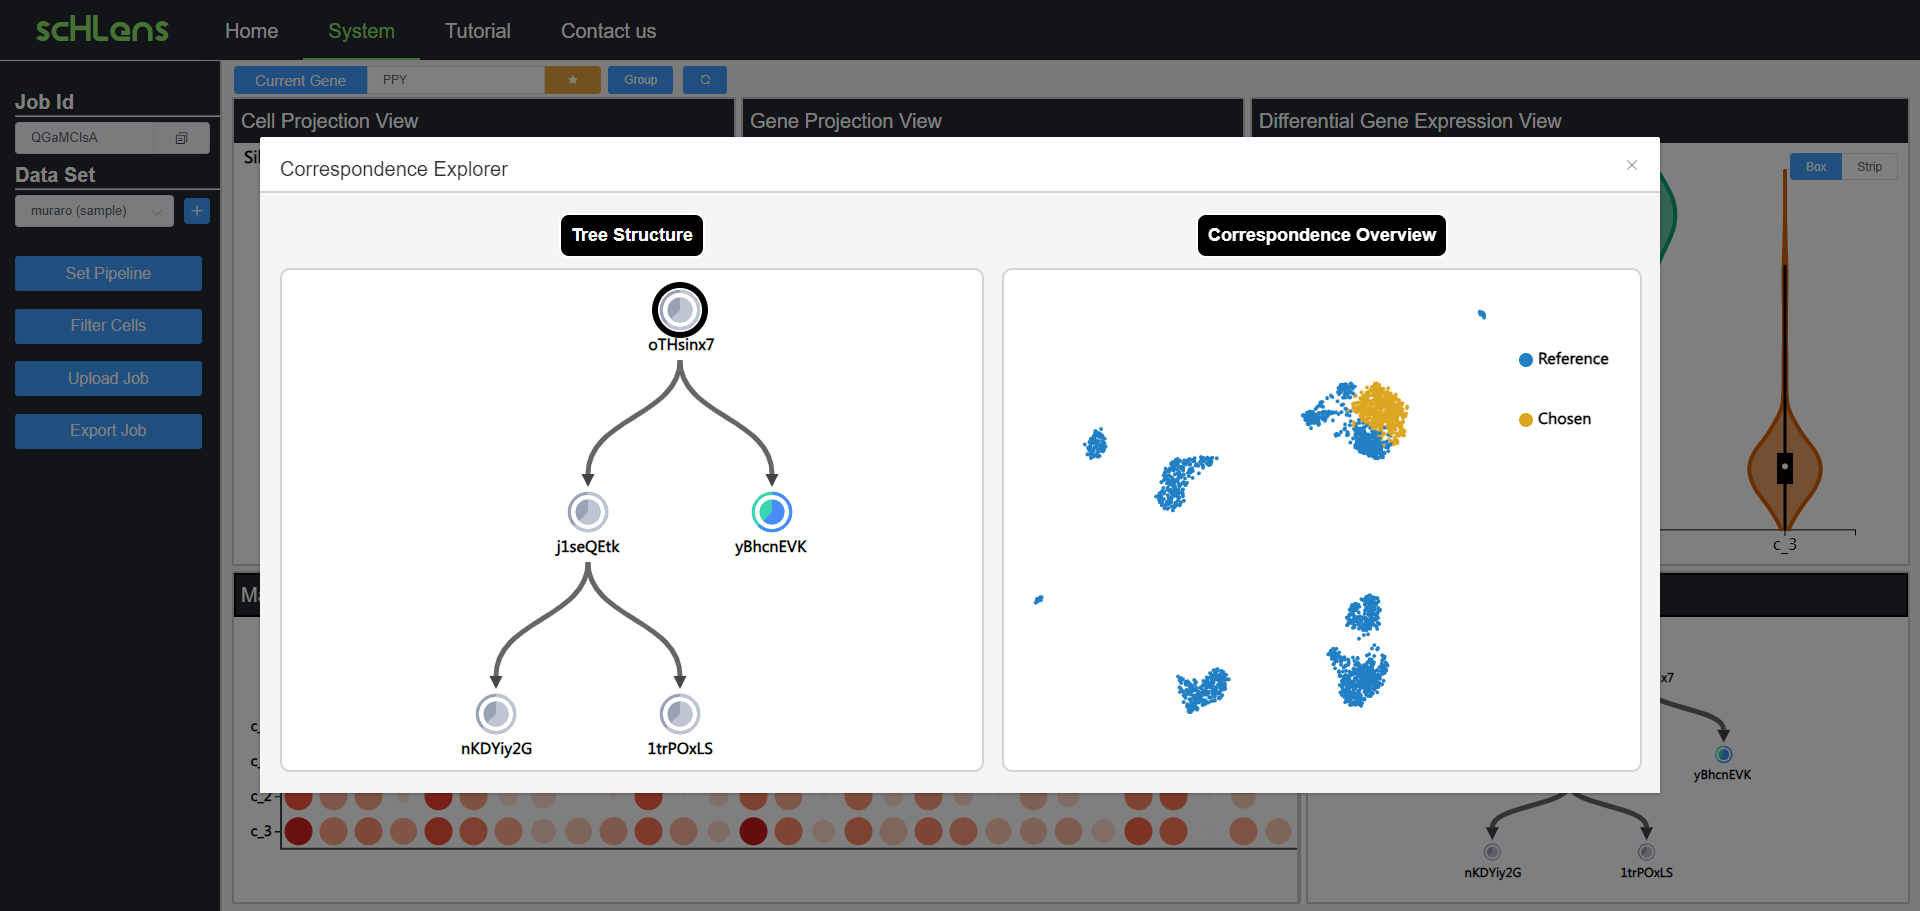 scHLens
Home
System
Tutorial
Contact us
Job Id
QGaMCIsA
Data Set
muraro (sample)
Set Pipeline
Filter Cells
Upload Job
Export Job
Current Gene
PPY
Group
Cell Projection View
Gene Projection View
Differential Gene Expression View
Box
Strip
c_3
Correspondence Explorer
Tree Structure
Correspondence Overview
oTHsinx7
j1seQEtk
yBhcnEVK
nKDYiy2G
1trPOxLS
Reference
Chosen
c_2
c_3
x7
yBhcnEVK
nKDYiy2G
1trPOxLS